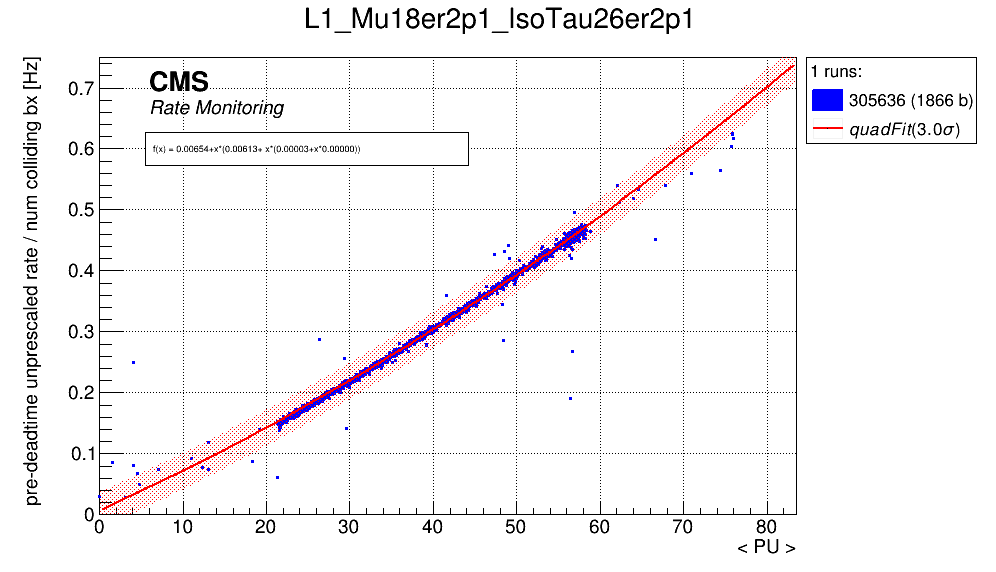 L1_Mu18er2p1_IsoTau26er2p1
pre-deadtime unprescaled rate / num colliding bx [Hz]
CMS
Rate Monitoring
f(x) = 0.00654+x*(0.00613+ x*(0.00003+x*0.00000))
0.7
0.6
0.5
0.4
0.3
0.2
0.1
0
0 10 20 30 40 50 60 70 80
< PU >
1 runs:
305636 (1866 b)
quadFit(3.0σ)